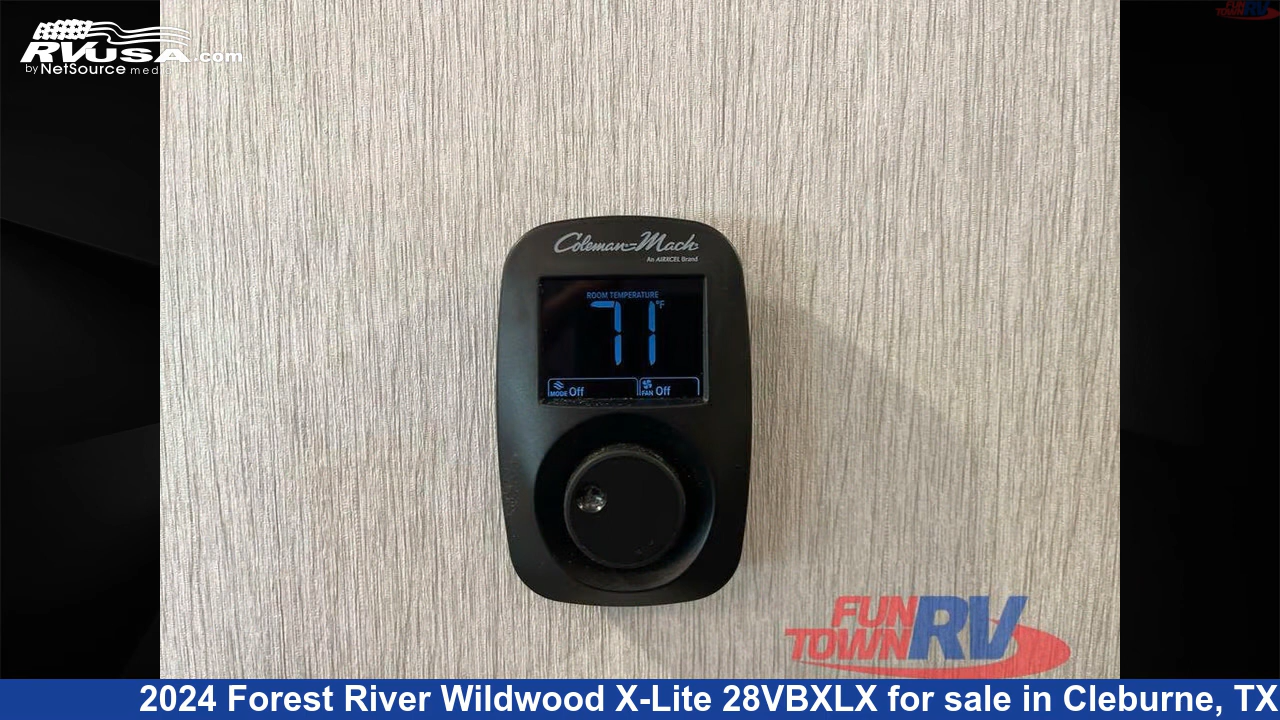 RVUSA.com
by NetSource media
FUN
TOWN RV
Coleman-Mach
An AIRXCEL Brand
ROOM TEMPERATURE
71 °F
MODE Off FAN Off
FUN
TOWN RV
2024 Forest River Wildwood X-Lite 28VBXLX for sale in Cleburne, TX